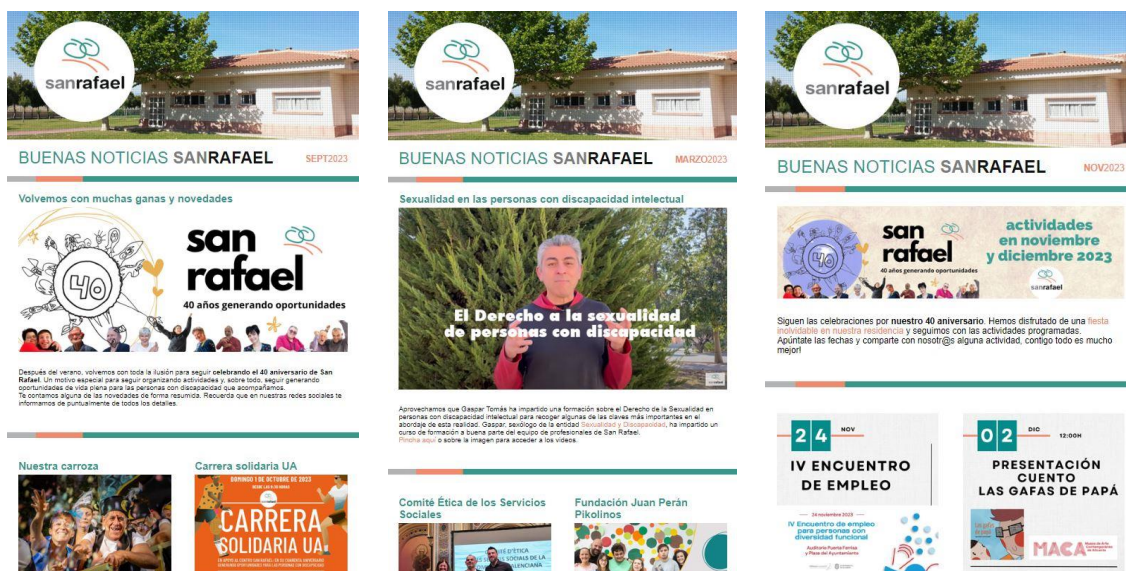 sanrafael
BUENAS NOTICIAS SANRAFAEL SEPT2023
Volvemos con muchas ganas y novedades
40
san
rafael
40 años generando oportunidades
Después del verano, volvemos con toda la ilusión para seguir celebrando el 40 aniversario de San
Rafael. Un motivo especial para seguir organizando actividades y, sobre todo, seguir generando
oportunidades de vida plena para las personas con discapacidad que acompañamos.
Te contamos alguna de las novedades de forma resumida. Recuerda que en nuestras redes sociales te
informamos de puntualmente de todos los detalles.
Nuestra carroza
Carrera solidaria UA
DOMINGO 1 DE OCTUBRE DE 2023
CARRERA
SOLIDARIA UA
sanrafael
BUENAS NOTICIAS SANRAFAEL MARZO2023
Sexualidad en las personas con discapacidad intelectual
El Derecho a la sexualidad
de personas con discapacidad
Aprovechamos que Gaspar Tomás ha impartido una formación sobre el Derecho de la Sexualidad en
personas con discapacidad intelectual para recoger algunas de las claves más importantes en el
abordaje de esta realidad. Gaspar, sexólogo de la entidad Sexualidad y Discapacidad, ha impartido un
curso de formación a buena parte del equipo de profesionales de San Rafael.
Pincha aquí o sobre la imagen para acceder a los videos.
Comité Ética de los Servicios
Sociales
Fundación Juan Perán
Pikolinos
sanrafael
BUENAS NOTICIAS SANRAFAEL NOV2023
40
san
rafael
40 años generando oportunidades
actividades
en noviembre
y diciembre 2023
sanrafael
Siguen las celebraciones por nuestro 40 aniversario. Hemos disfrutado de una fiesta
inolvidable en nuestra residencia y seguimos con las actividades programadas.
Apúntate las fechas y comparte con nosotr@s alguna actividad, contigo todo es mucho
mejor!
24 NOV
IV ENCUENTRO
DE EMPLEO
24 noviembre 2023
IV Encuentro de empleo
para personas con
diversidad funcional
02 DIC 12:00H
PRESENTACIÓN
CUENTO
LAS GAFAS DE PAPÁ
MACA